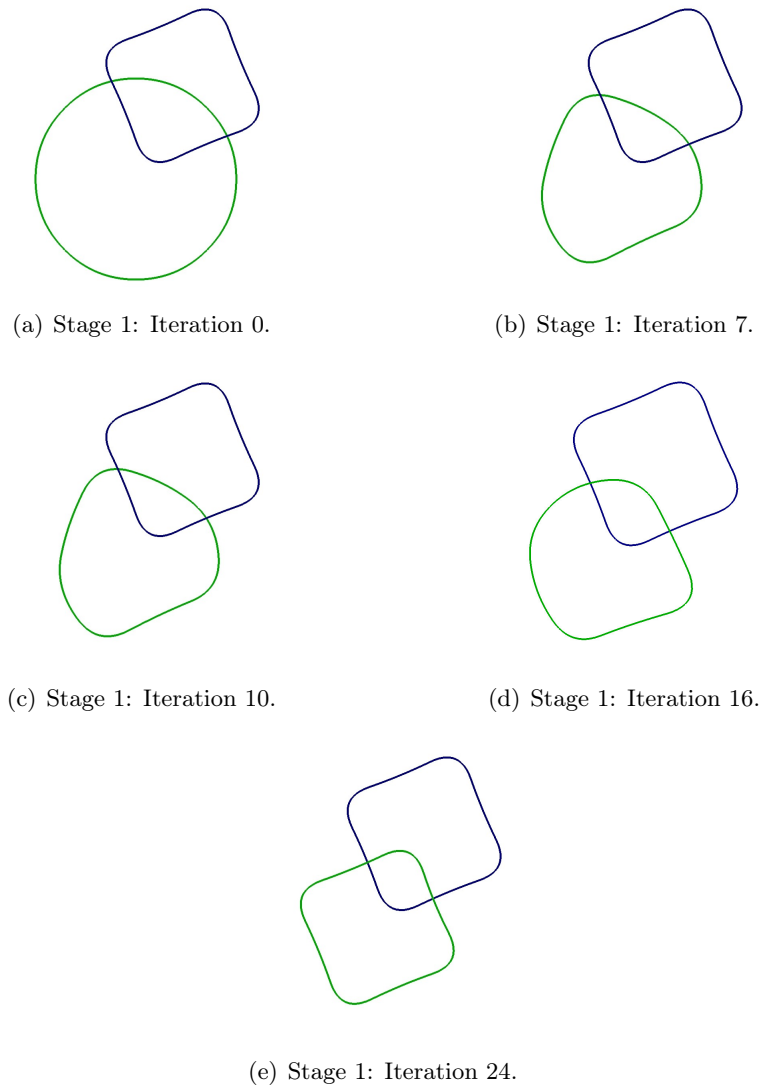 (a) Stage 1: Iteration 0.
(b) Stage 1: Iteration 7.
(c) Stage 1: Iteration 10.
(d) Stage 1: Iteration 16.
(e) Stage 1: Iteration 24.